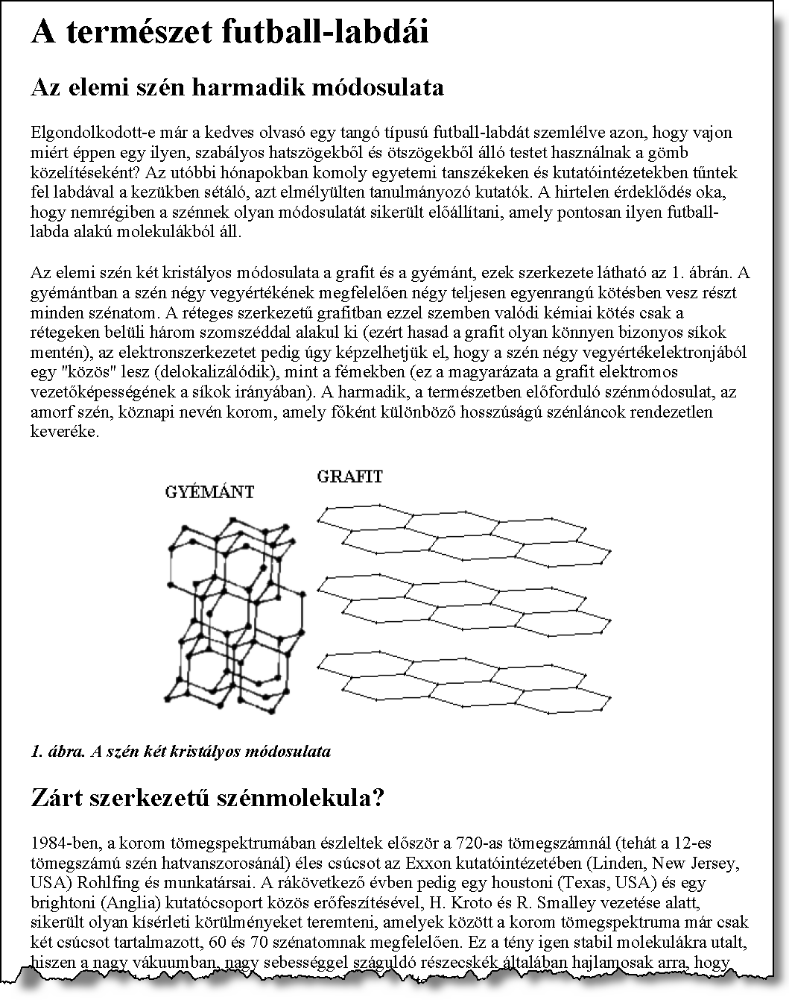 A természet futball-labdái
Az elemi szén harmadik módosulata
Elgondolkodott-e már a kedves olvasó egy tangó típusú futball-labdát szemlélve azon, hogy vajon
miért éppen egy ilyen, szabályos hatszögekből és ötszögekből álló testet használnak a gömb
közelítéseként? Az utóbbi hónapokban komoly egyetemi tanszékeken és kutatóintézetekben tűntek
fel labdával a kezükben sétáló, azt elmélyülten tanulmányozó kutatók. A hirtelen érdeklődés oka,
hogy nemrégiben a szénnek olyan módosulatát sikerült előállítani, amely pontosan ilyen futball-
labda alakú molekulákból áll.
Az elemi szén két kristályos módosulata a grafit és a gyémánt, ezek szerkezete látható az 1. ábrán. A
gyémántban a szén négy vegyértékének megfelelően négy teljesen egyenrangú kötésben vesz részt
minden szénatom. A réteges szerkezetű grafitban ezzel szemben valódi kémiai kötés csak a
rétegeken belüli három szomszéddal alakul ki (ezért hasad a grafit olyan könnyen bizonyos síkok
mentén), az elektronszerkezetet pedig úgy képzelhetjük el, hogy a szén négy vegyértékelektronjából
egy "közös" lesz (delokalizálódik), mint a fémekben (ez a magyarázata a grafit elektromos
vezetőképességének a síkok irányában). A harmadik, a természetben előforduló szénmódosulat, az
amorf szén, köznapi nevén korom, amely főként különböző hosszúságú szénláncok rendezetlen
keveréke.
GYÉMÁNT
GRAFIT
1. ábra. A szén két kristályos módosulata
Zárt szerkezetű szénmolekula?
1984-ben, a korom tömegspektrumában észleltek először a 720-as tömegszámnál (tehát a 12-es
tömegszámú szén hatvanszorosánál) éles csúcsot az Exxon kutatóintézetében (Linden, New Jersey,
USA) Rohlfing és munkatársai. A rákövetkező évben pedig egy houstoni (Texas, USA) és egy
brightoni (Anglia) kutatócsoport közös erőfeszítésével, H. Kroto és R. Smalley vezetése alatt,
sikerült olyan kísérleti körülményeket teremteni, amelyek között a korom tömegspektruma már csak
két csúcsot tartalmazott, 60 és 70 szénatomnak megfelelően. Ez a tény igen stabil molekulákra utalt,
hiszen a nagy vákuumban, nagy sebességgel száguldó részecskék általában hajlamosak arra, hogy